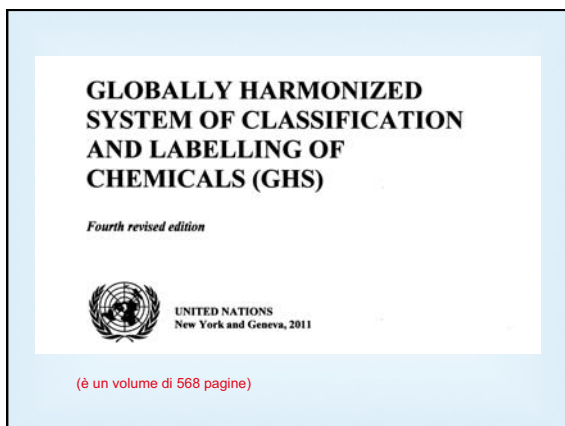 GLOBALLY HARMONIZED
SYSTEM OF CLASSIFICATION
AND LABELLING OF
CHEMICALS (GHS)
Fourth revised edition
UNITED NATIONS
New York and Geneva, 2011
(è un volume di 568 pagine)